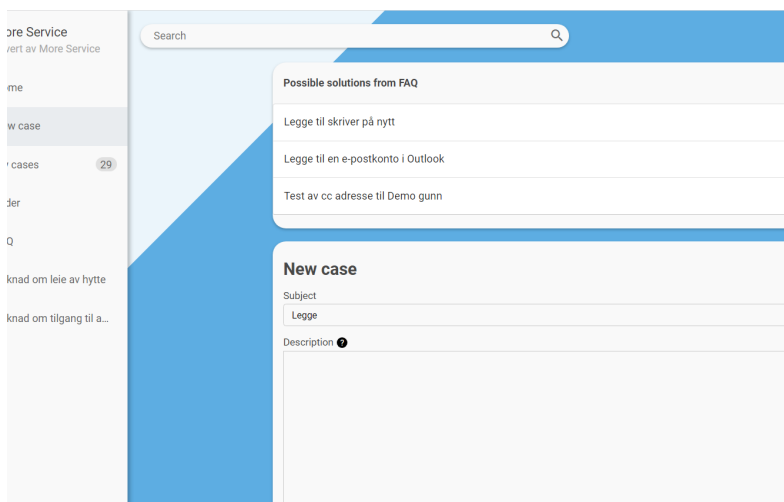 ore Service
vert av More Service
me
w case
cases 29
der
Q
knad om leie av hytte
knad om tilgang til a...
Search
Possible solutions from FAQ
Legge til skriver på nytt
Legge til en e-postkonto i Outlook
Test av cc adresse til Demo gunn
New case
Subject
Legge
Description ?